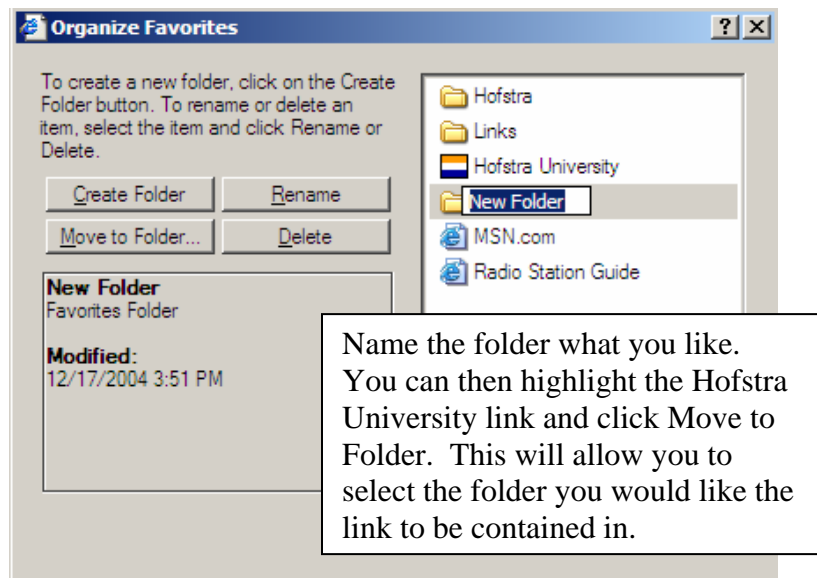 Organize Favorites
To create a new folder, click on the Create
Folder button. To rename or delete an
item, select the item and click Rename or
Delete.
Create Folder
Rename
Move to Folder...
Delete
New Folder
Favorites Folder
Modified:
12/17/2004 3:51 PM
Hofstra
Links
Hofstra University
New Folder
MSN.com
Radio Station Guide
Name the folder what you like.
You can then highlight the Hofstra
University link and click Move to
Folder.  This will allow you to
select the folder you would like the
link to be contained in.